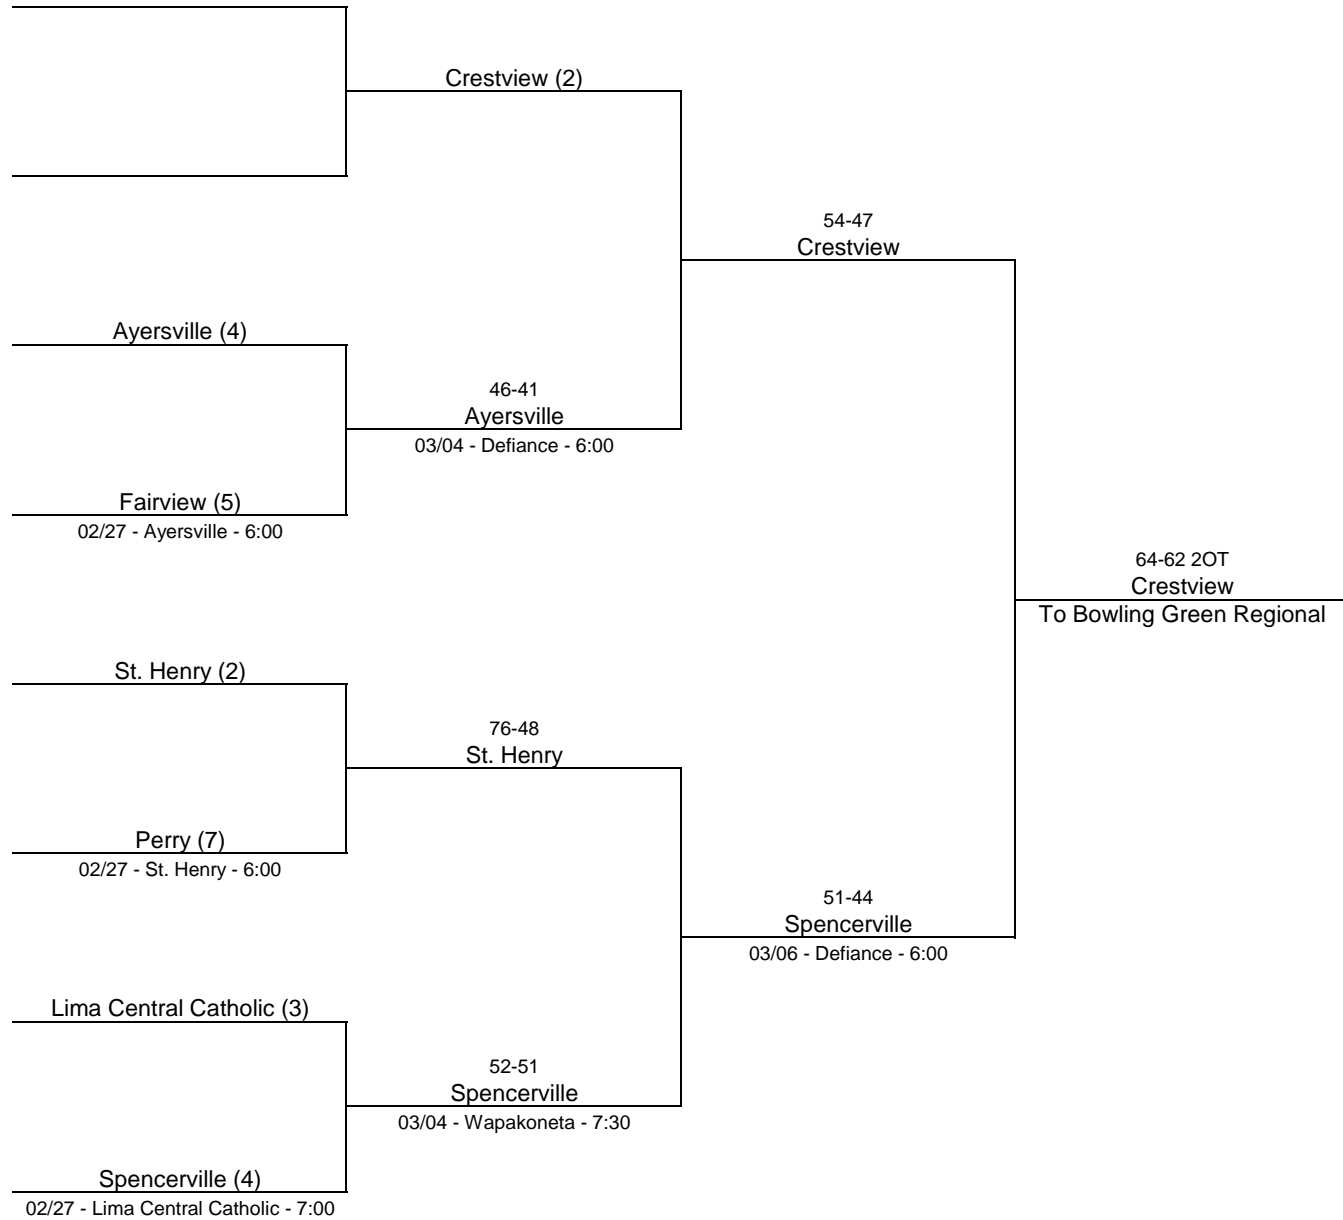 Crestview (2)
54-47
Crestview
Ayersville (4)
46-41
Ayersville
03/04 - Defiance - 6:00
Fairview (5)
02/27 - Ayersville - 6:00
64-62 2OT
Crestview
To Bowling Green Regional
St. Henry (2)
76-48
St. Henry
Perry (7)
02/27 - St. Henry - 6:00
51-44
Spencerville
03/06 - Defiance - 6:00
Lima Central Catholic (3)
52-51
Spencerville
03/04 - Wapakoneta - 7:30
Spencerville (4)
02/27 - Lima Central Catholic - 7:00